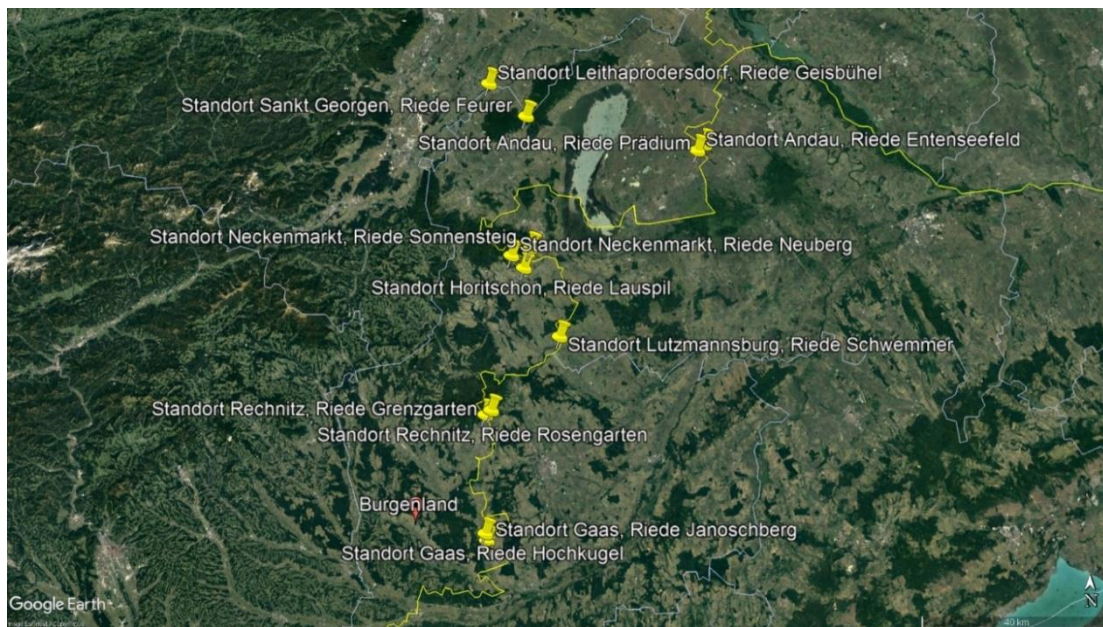 Standort Leithaprodersdorf, Riede Geisbühel
Standort Sankt Georgen, Riede Feurer
Standort Andau, Riede Prädium
Standort Andau, Riede Entenseefeld
Standort Neckenmarkt, Riede Sonnensteig
Standort Neckenmarkt, Riede Neuberg
Standort Horitschon, Riede Lauspil
Standort Lutzmannsburg, Riede Schwemmer
Standort Rechnitz, Riede Grenzgarten
Standort Rechnitz, Riede Rosengarten
Burgenland
Standort Gaas, Riede Janoschberg
Standort Gaas, Riede Hochkugel
Google Earth
N
40 km